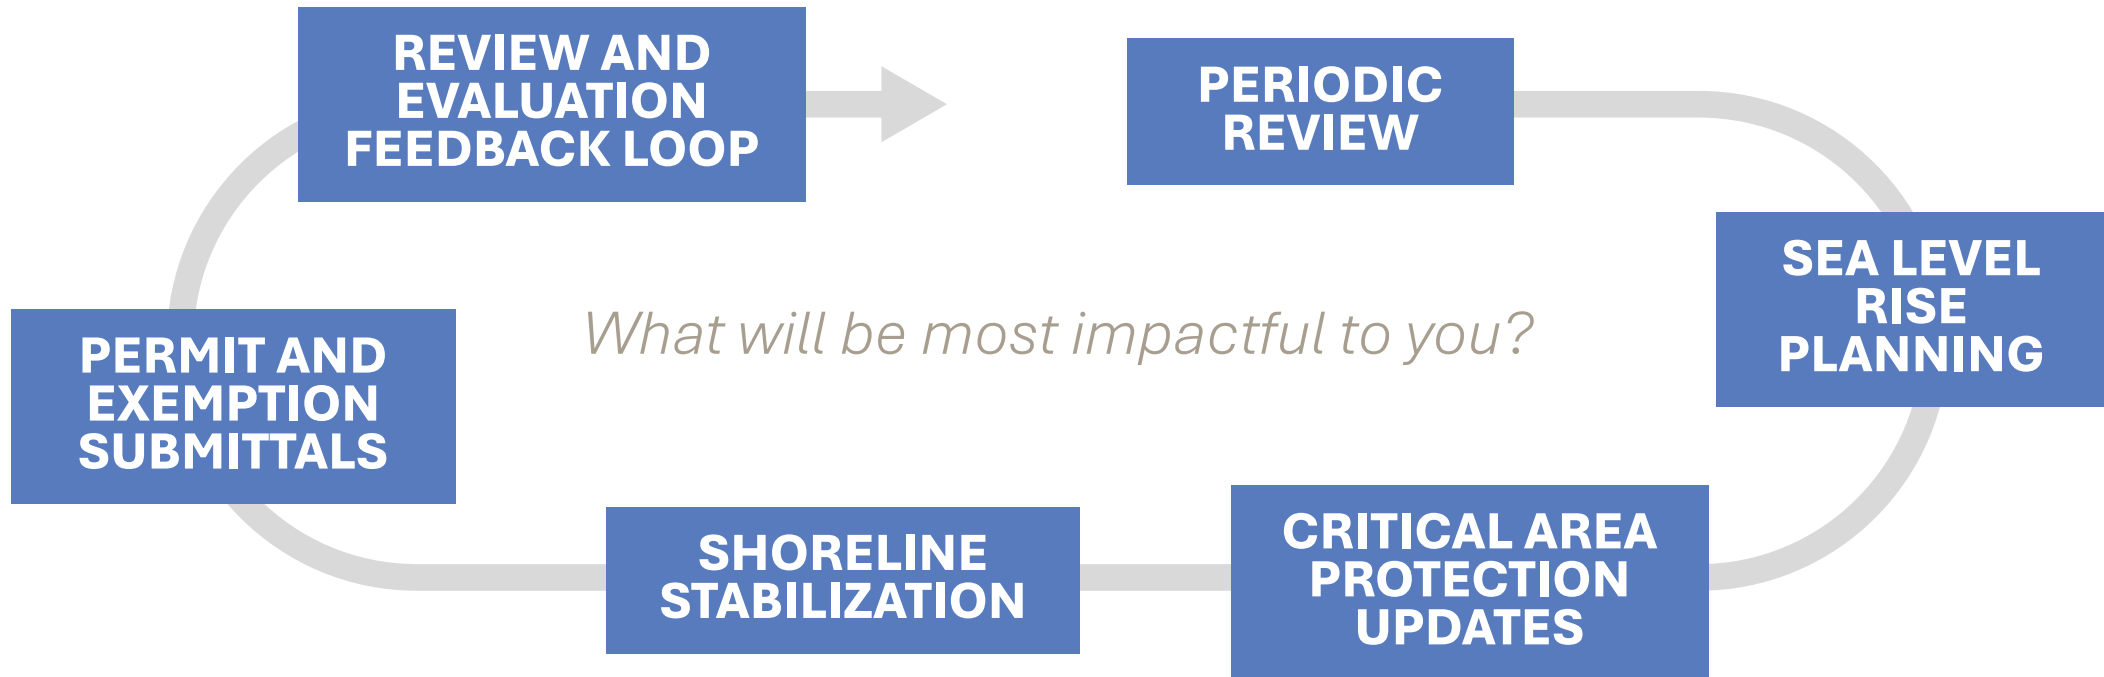 REVIEW AND
EVALUATION
FEEDBACK LOOP
PERIODIC
REVIEW
SEA LEVEL
RISE
PLANNING
What will be most impactful to you?
PERMIT AND
EXEMPTION
SUBMITTALS
SHORELINE
STABILIZATION
CRITICAL AREA
PROTECTION
UPDATES